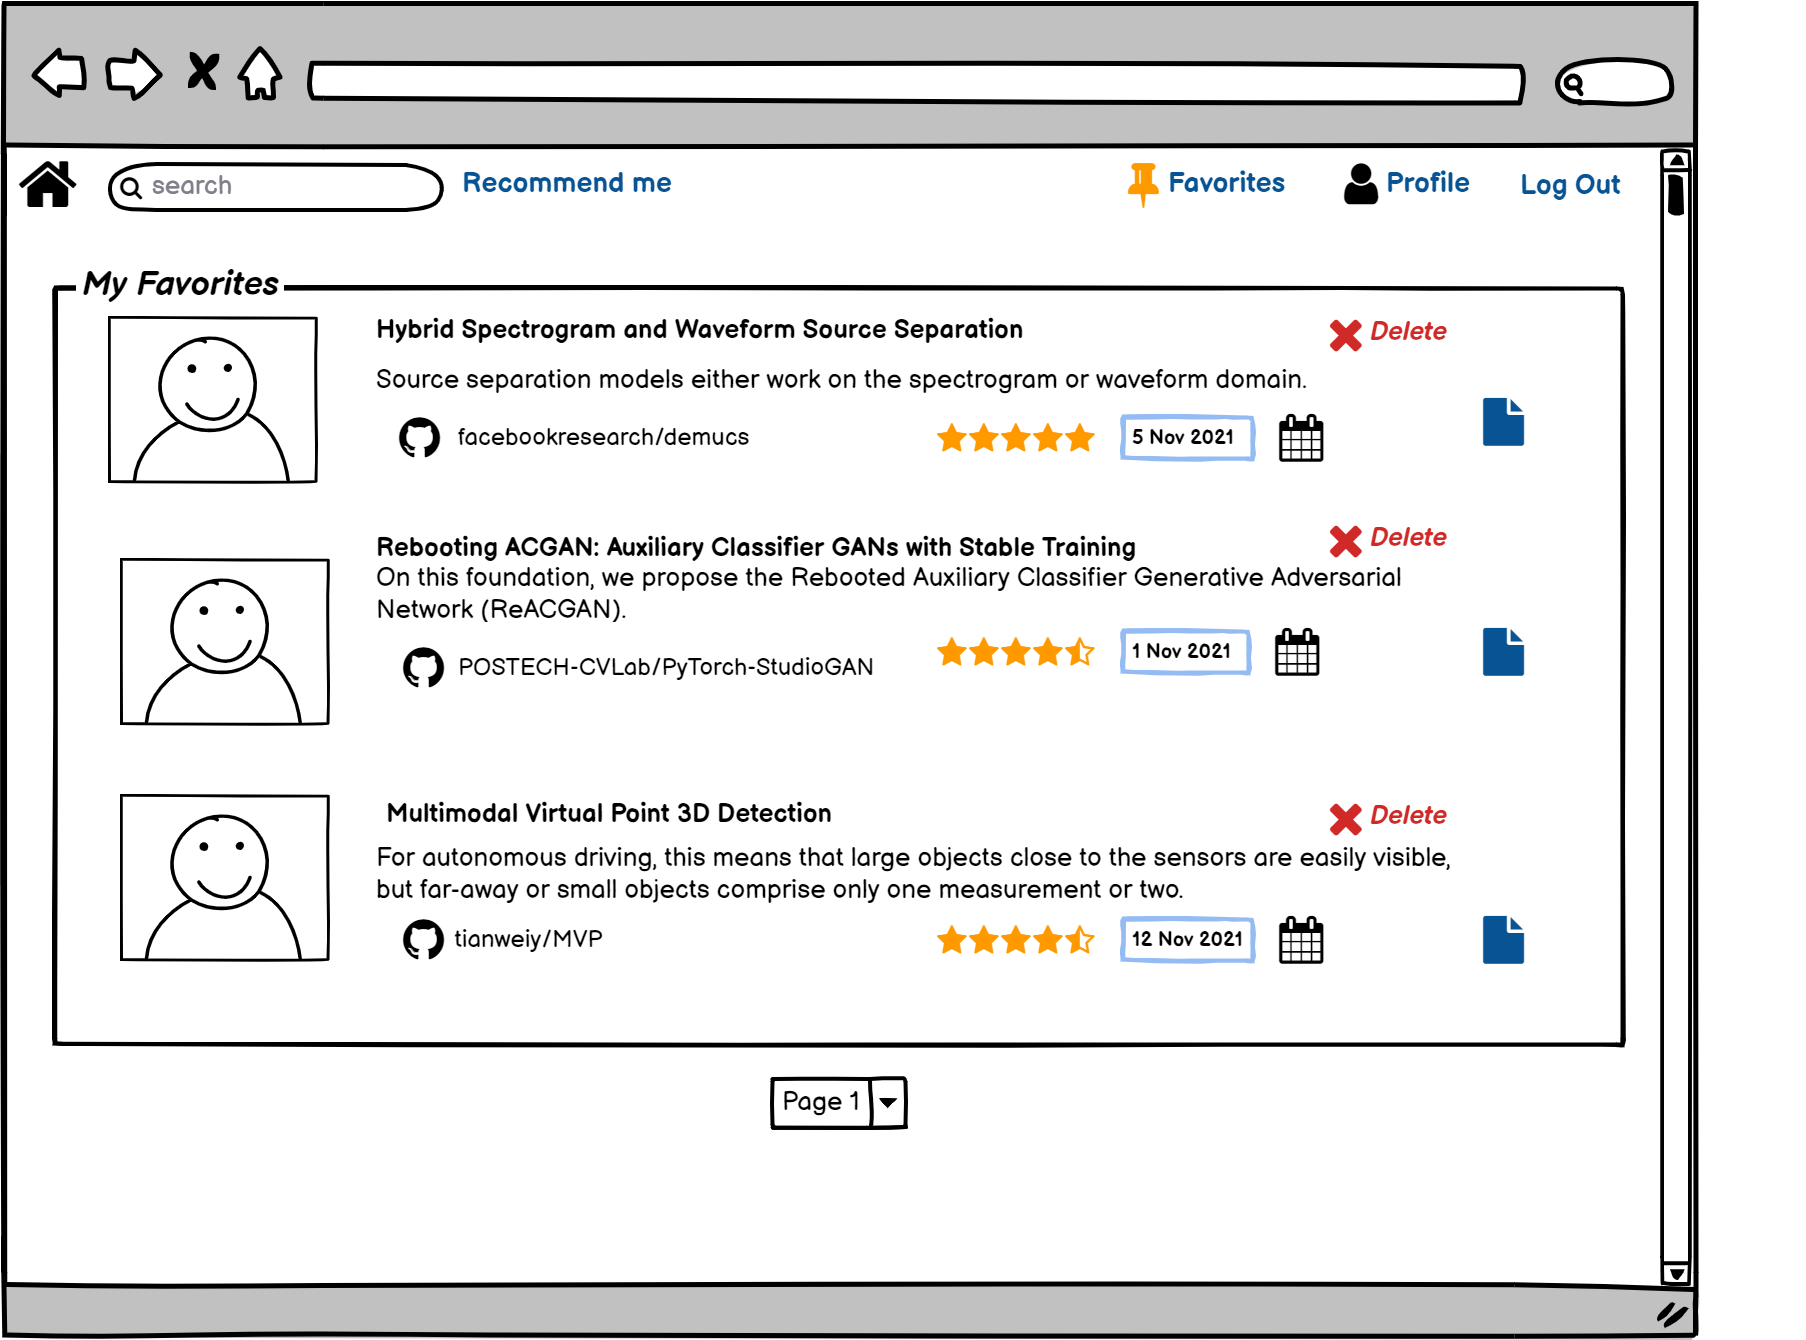 search
Recommend me
Favorites
Profile
Log Out
My Favorites
Hybrid Spectrogram and Waveform Source Separation
Delete
Source separation models either work on the spectrogram or waveform domain.
facebookresearch/demucs
5 Nov 2021
Rebooting ACGAN: Auxiliary Classifier GANs with Stable Training
Delete
On this foundation, we propose the Rebooted Auxiliary Classifier Generative Adversarial
Network (ReACGAN).
POSTECH-CVLab/PyTorch-StudioGAN
1 Nov 2021
Multimodal Virtual Point 3D Detection
Delete
For autonomous driving, this means that large objects close to the sensors are easily visible,
but far-away or small objects comprise only one measurement or two.
tianweiy/MVP
12 Nov 2021
Page 1